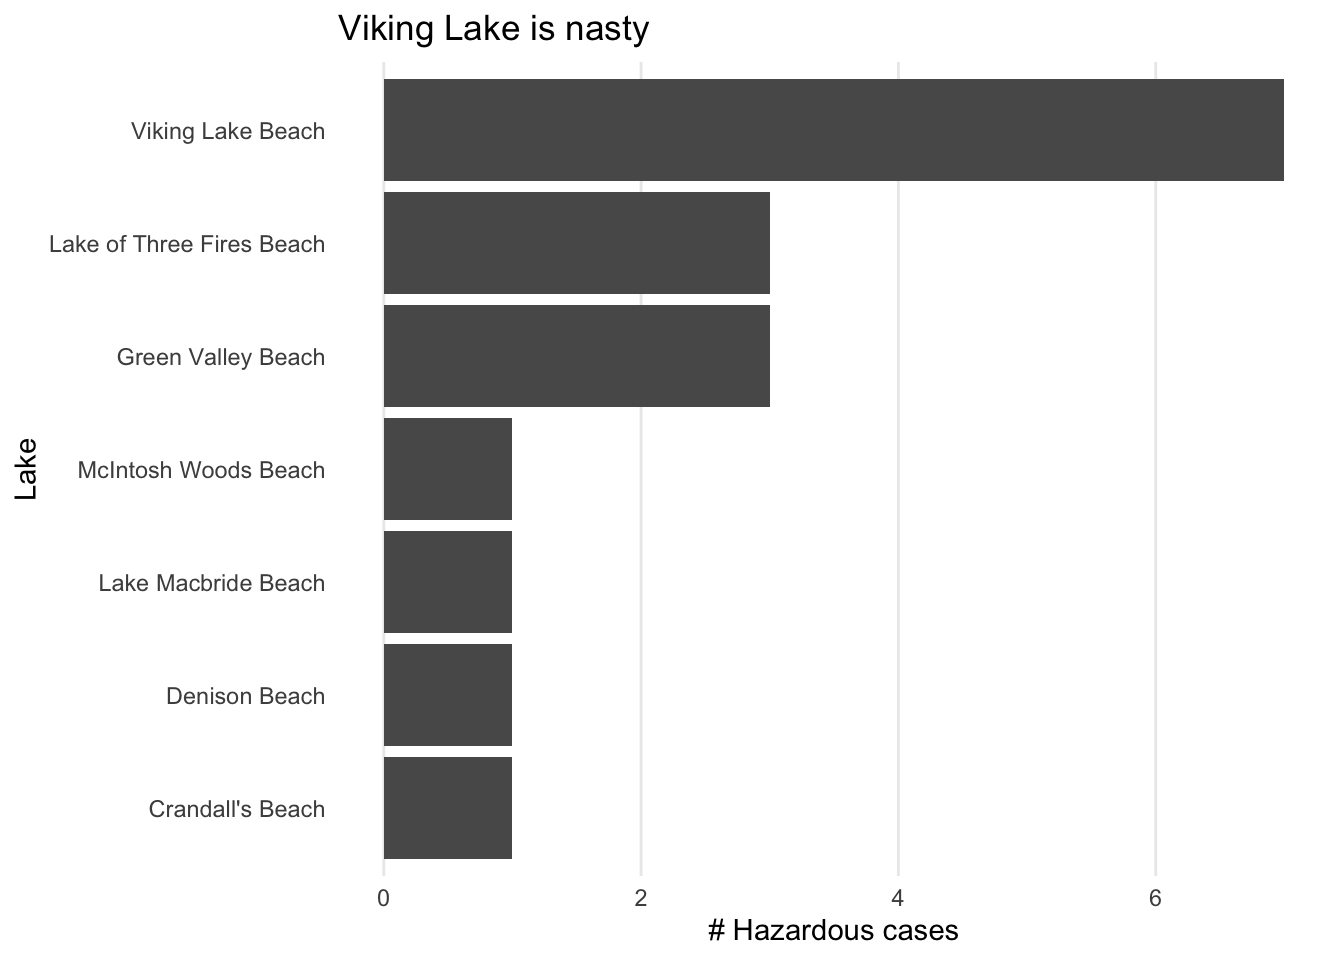 Viking Lake is nasty
Viking Lake Beach
Lake of Three Fires Beach
Green Valley Beach
McIntosh Woods Beach
Lake Macbride Beach
Denison Beach
Crandall's Beach
Lake
0 2 4 6
# Hazardous cases